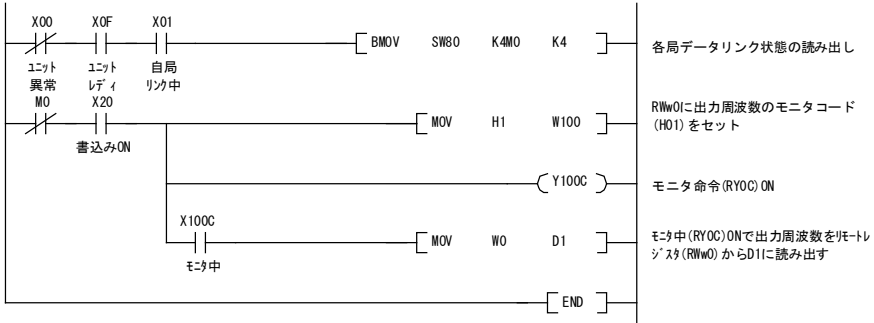 X00 X0F X01
BMOV SW80 K4M0 K4
各局データリンク状態の読み出し
ﾕﾆｯﾄ ﾕﾆｯﾄ 自局
異常 ﾚﾃﾞｨ ﾘﾝｸ中
M0 X20
書込みON
MOV H1 W100
RWw0に出力周波数のモニタコード
(H01)をセット
Y100C
モニタ命令(RY0C)ON
X100C
ﾓﾆﾀ中
MOV W0 D1
ﾓﾆﾀ中(RY0C)ONで出力周波数をﾘﾓｰﾄﾚ
ｼﾞｽﾀ(RWw0)からD1に読み出す
END